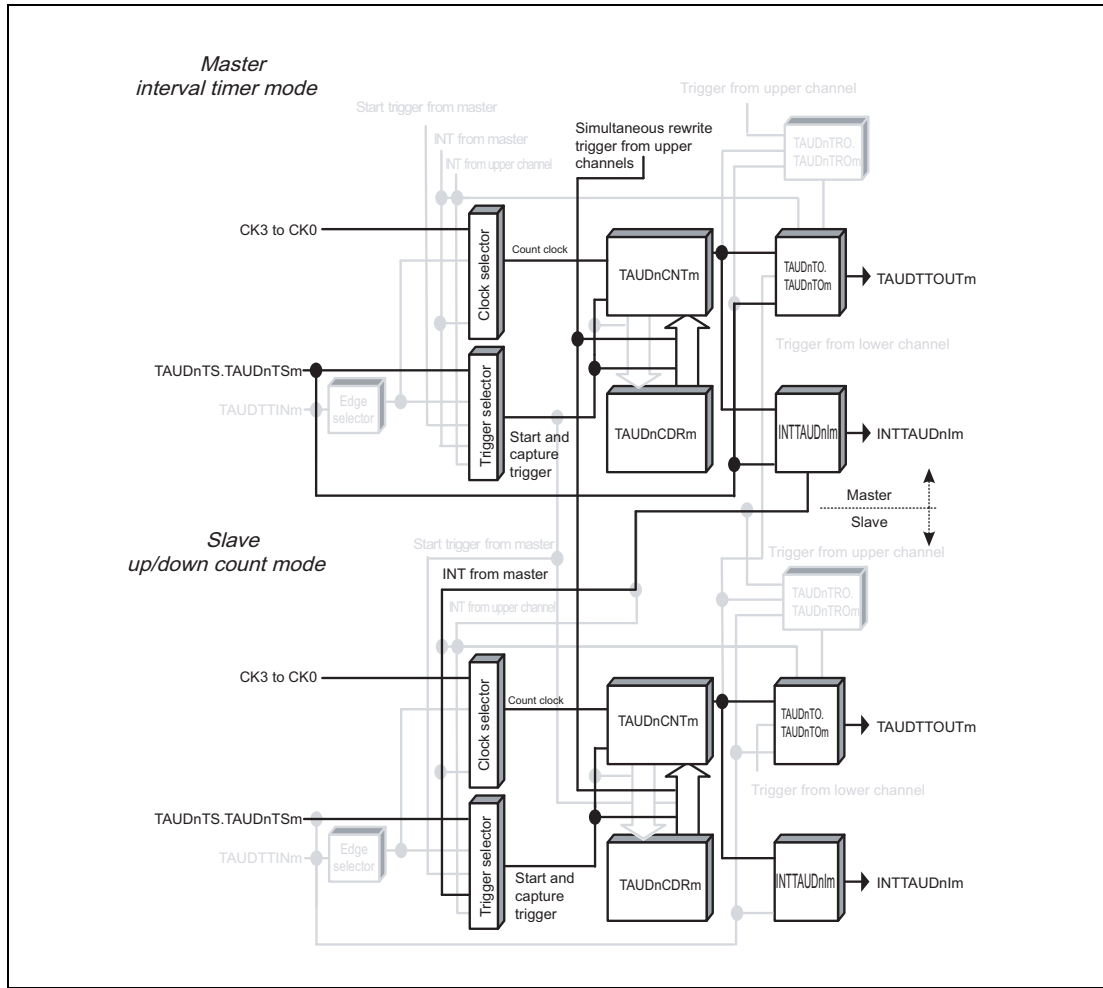 Master
interval timer mode
Trigger from upper channel
Start trigger from master
Simultaneous rewrite
trigger from upper
channels
INT from master
INT from upper channel
TAUDnTRO.
TAUDnTROm
CK3 to CK0
Clock selector
Count clock
TAUDnCNTm
TAUDnTO.
TAUDnTOm
TAUDTTOUTm
Trigger from lower channel
TAUDnTS.TAUDnTSm
TAUDTTINm
Edge
selector
Trigger selector
Start and
capture
trigger
TAUDnCDRm
INTTAUDnIm
INTTAUDnIm
Master
Slave
Slave
up/down count mode
Start trigger from master
Trigger from upper channel
INT from master
INT from upper channel
TAUDnTRO.
TAUDnTROm
CK3 to CK0
Clock selector
Count clock
TAUDnCNTm
TAUDnTO.
TAUDnTOm
TAUDTTOUTm
Trigger from lower channel
TAUDnTS.TAUDnTSm
TAUDTTINm
Edge
selector
Trigger selector
Start and
capture
trigger
TAUDnCDRm
INTTAUDnIm
INTTAUDnIm